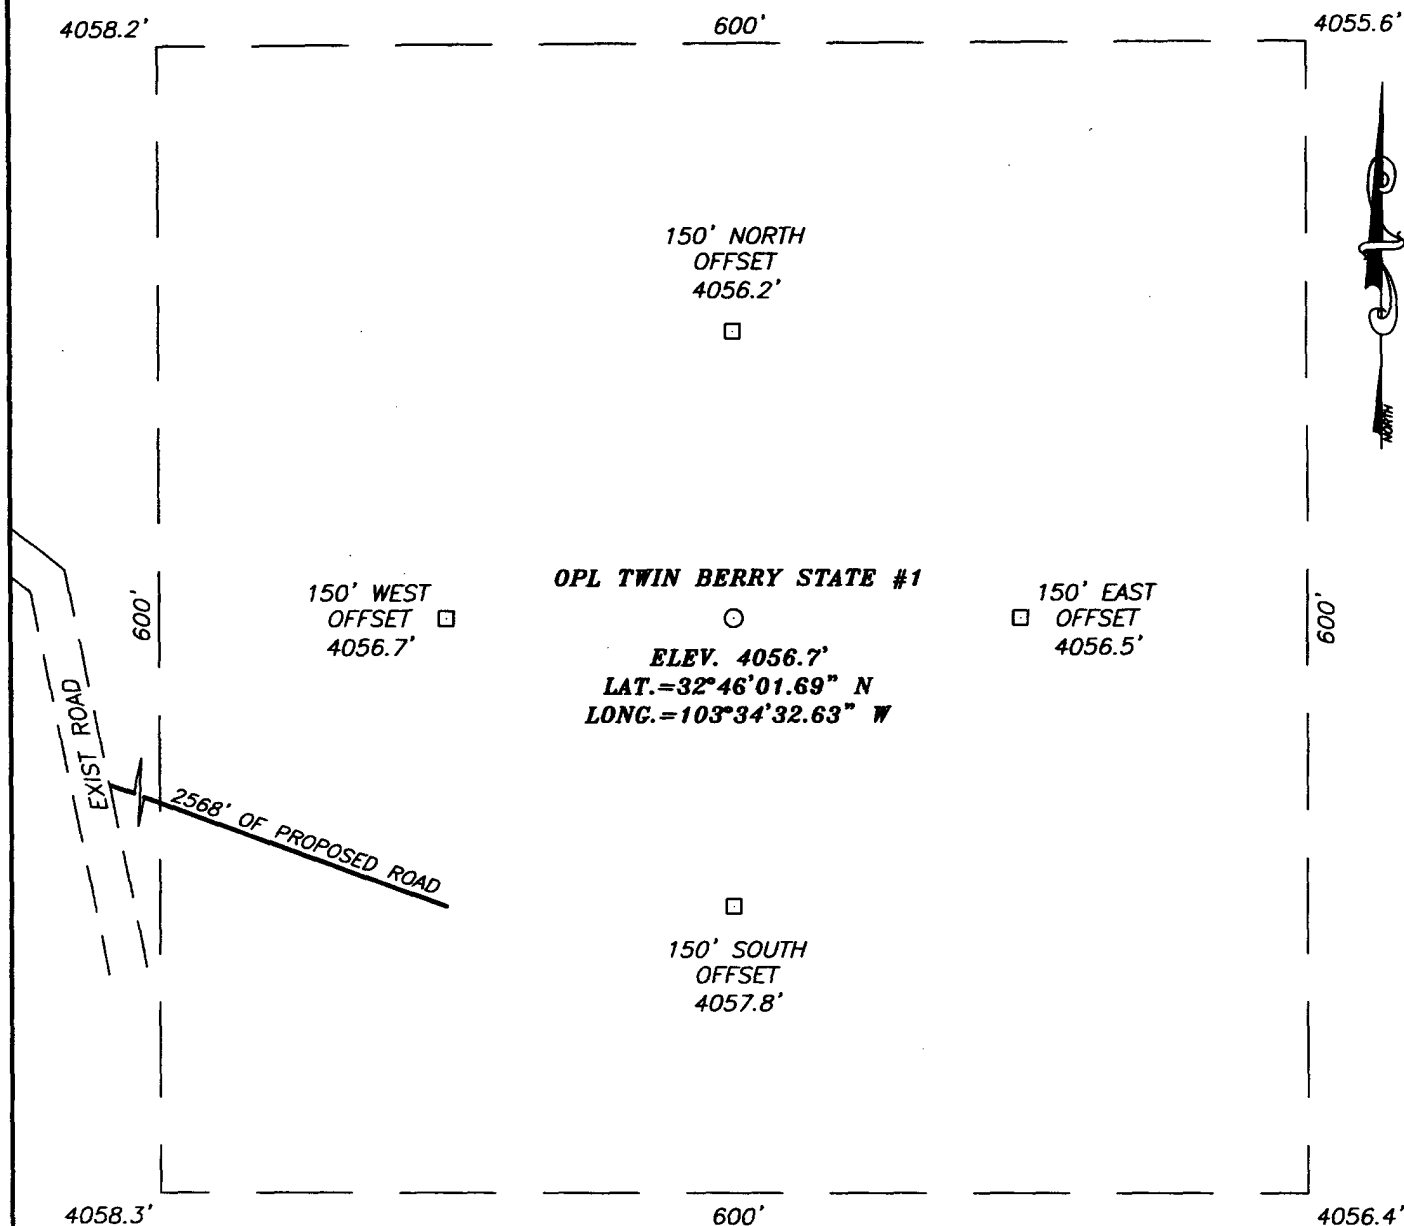 4058.2'
600'
4055.6'
NORTH
150' NORTH
OFFSET
4056.2'
OPL TWIN BERRY STATE #1
150' WEST
OFFSET
4056.7'
150' EAST
OFFSET
4056.5'
600'
600'
ELEV. 4056.7'
LAT.=32°46'01.69" N
LONG.=103°34'32.63" W
EXIST ROAD
2568' OF PROPOSED ROAD
150' SOUTH
OFFSET
4057.8'
4058.3'
600'
4056.4'